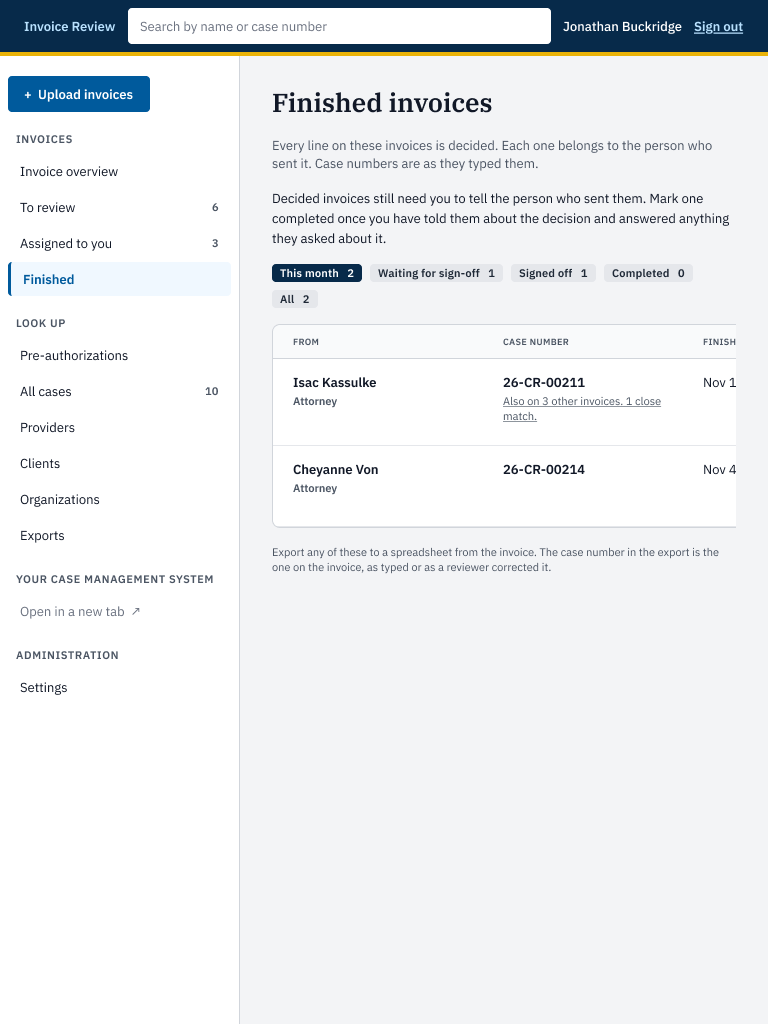 Invoice Review
Search by name or case number
Jonathan Buckridge
Sign out
+ Upload invoices
INVOICES
Invoice overview
To review 6
Assigned to you 3
Finished
LOOK UP
Pre-authorizations
All cases 10
Providers
Clients
Organizations
Exports
YOUR CASE MANAGEMENT SYSTEM
Open in a new tab ↗
ADMINISTRATION
Settings
Finished invoices
Every line on these invoices is decided. Each one belongs to the person who
sent it. Case numbers are as they typed them.
Decided invoices still need you to tell the person who sent them. Mark one
completed once you have told them about the decision and answered anything
they asked about it.
This month 2 Waiting for sign-off 1 Signed off 1 Completed 0
All 2
FROM CASE NUMBER FINISH
Isac Kassulke 26-CR-00211 Nov 1
Attorney Also on 3 other invoices. 1 close
match.
Cheyanne Von 26-CR-00214 Nov 4
Attorney
Export any of these to a spreadsheet from the invoice. The case number in the export is the
one on the invoice, as typed or as a reviewer corrected it.